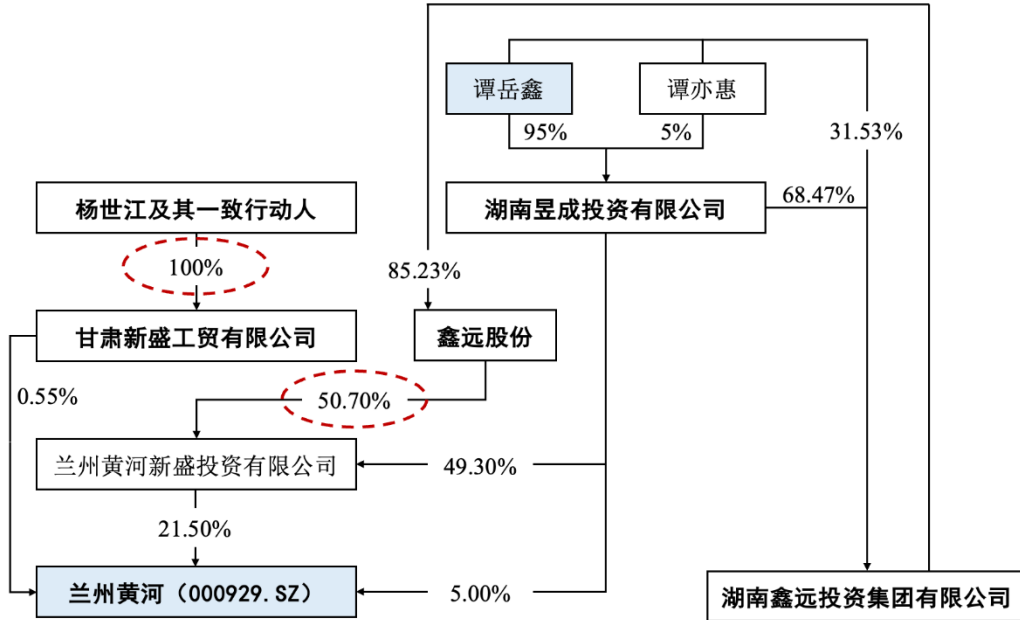 谭岳鑫
谭亦惠
95%
5%
31.53%
杨世江及其一致行动人
湖南昱成投资有限公司
68.47%
100%
85.23%
甘肃新盛工贸有限公司
鑫远股份
0.55%
50.70%
兰州黄河新盛投资有限公司
49.30%
21.50%
兰州黄河（000929.SZ）
5.00%
湖南鑫远投资集团有限公司